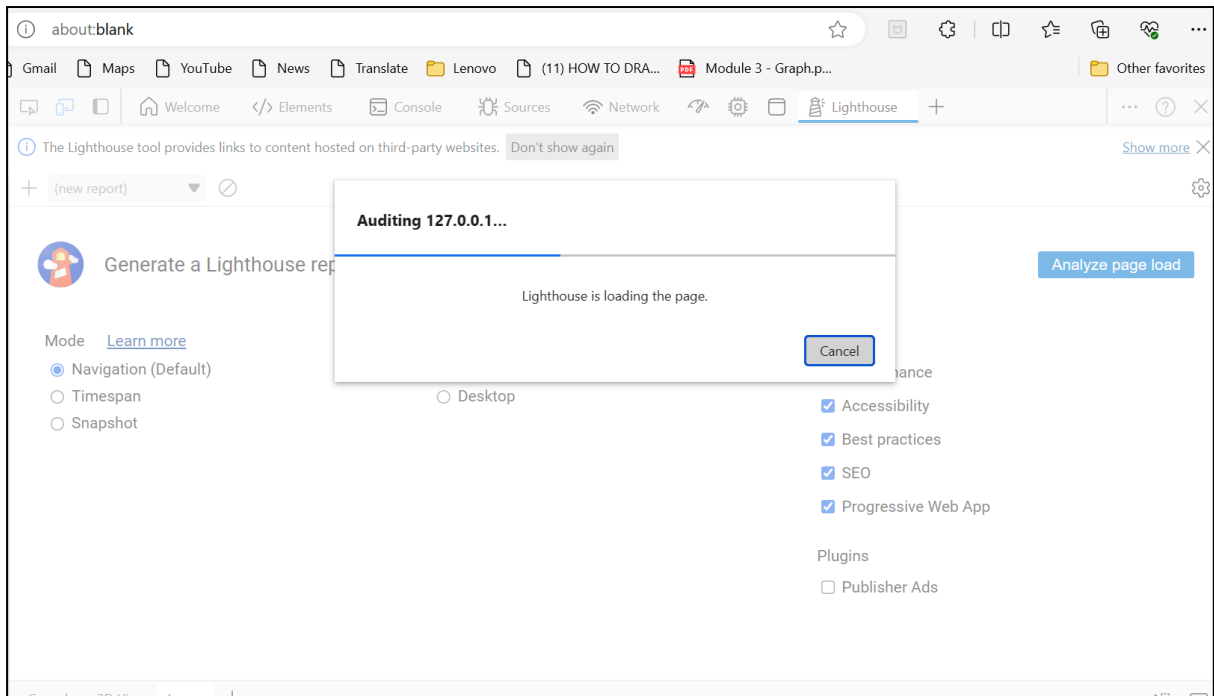 about:blank
Gmail Maps YouTube News Translate Lenovo (11) HOW TO DRA... PDF Module 3 - Graph.p... Other favorites
Welcome Elements Console Sources Network Lighthouse
The Lighthouse tool provides links to content hosted on third-party websites. Don't show again Show more
(new report)
Auditing 127.0.0.1...
Generate a Lighthouse rep
Analyze page load
Lighthouse is loading the page.
Cancel
Mode Learn more
Navigation (Default)
Timespan
Snapshot
Desktop
Accessibility
Best practices
SEO
Progressive Web App
Plugins
Publisher Ads